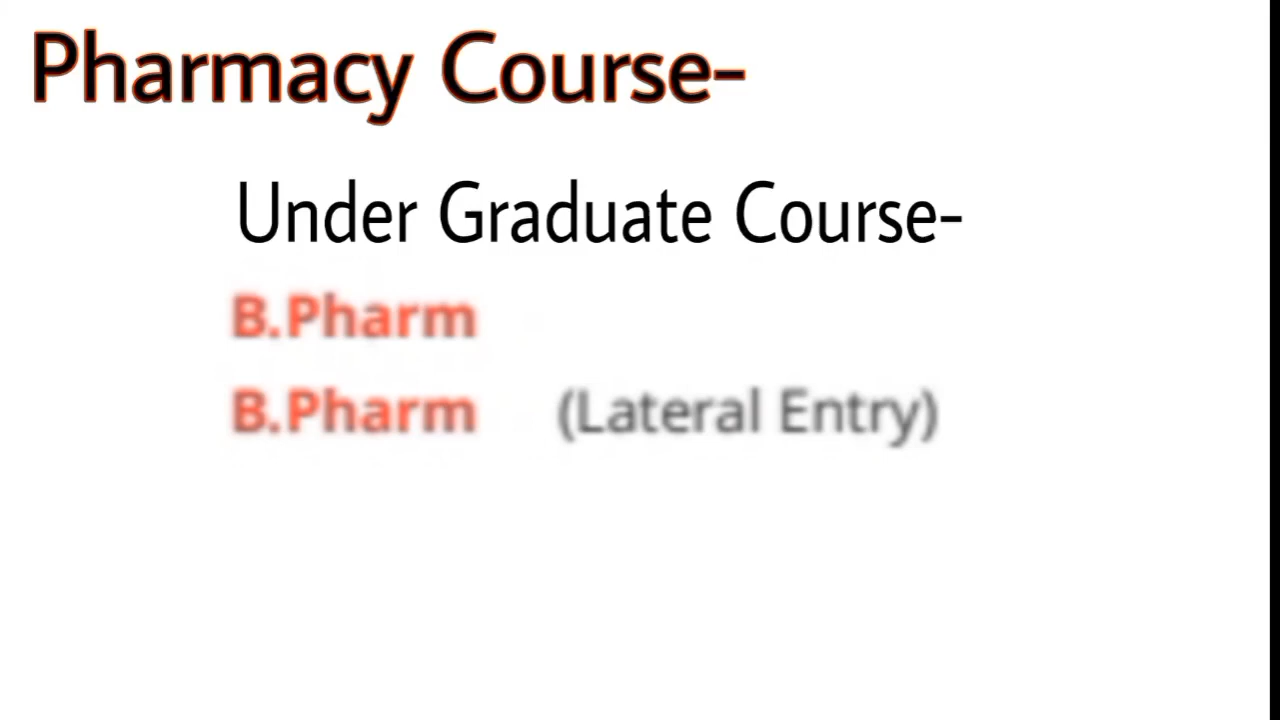 Pharmacy Course-
Under Graduate Course-
B.Pharm
B.Pharm (Lateral Entry)